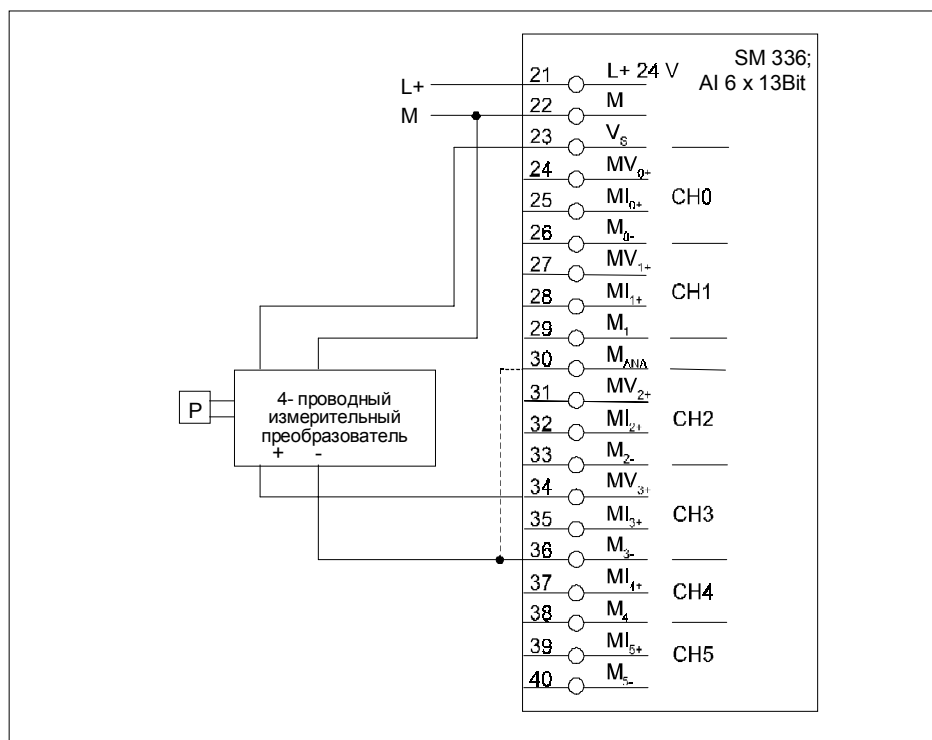 SM 336;
AI 6 x 13Bit
L+
M
21 L+ 24 V
22 M
23 Vs
24 MV0+
25 MI0+
CH0
26 M0-
27 MV1+
28 MI1+
CH1
29 M1
30 MANA
31 MV2+
32 MI2+
CH2
33 M2-
34 MV3+
35 MI3+
CH3
36 M3-
37 MI4+
CH4
38 M4
39 MI5+
CH5
40 M5-
P
4- проводный
измерительный
преобразователь
+ -